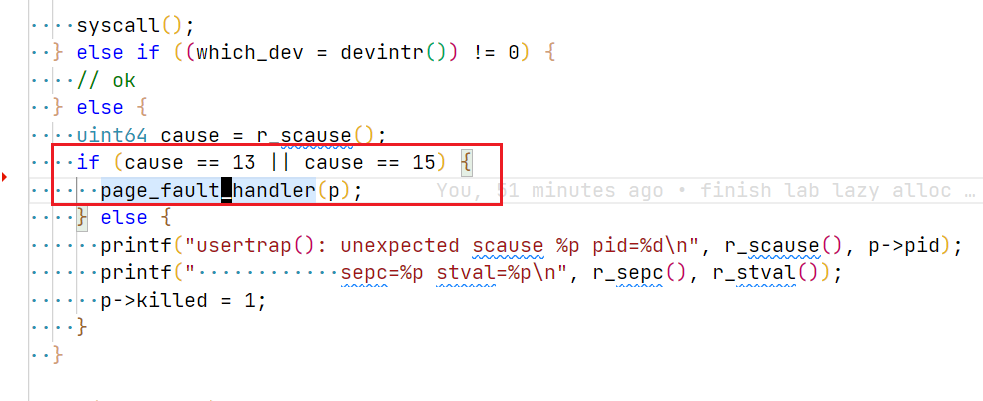 syscall();
} else if ((which_dev = devintr()) != 0) {
// ok
} else {
uint64 cause = r_scause();
if (cause == 13 || cause == 15) {
page_fault_handler(p); You, 51 minutes ago • finish lab lazy alloc …
} else {
printf("usertrap(): unexpected scause %p pid=%d\n", r_scause(), p->pid);
printf("            sepc=%p stval=%p\n", r_sepc(), r_stval());
p->killed = 1;
}
}